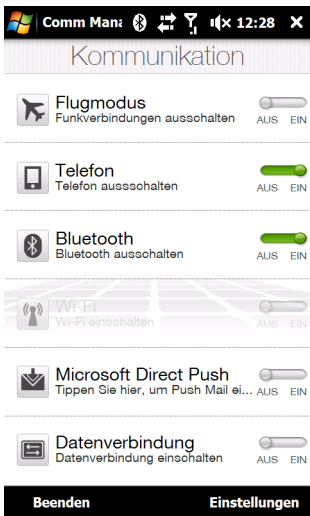 Comm Mana 12:28
Kommunikation
Flugmodus
Funkverbindungen ausschalten
AUS EIN
Telefon
Telefon aussschalten
AUS EIN
Bluetooth
Bluetooth ausschalten
AUS EIN
Wi-Fi
Wi-Fi einschalten
AUS EIN
Microsoft Direct Push
Tippen Sie hier, um Push Mail ei...
AUS EIN
Datenverbindung
Datenverbindung einschalten
AUS EIN
Beenden Einstellungen